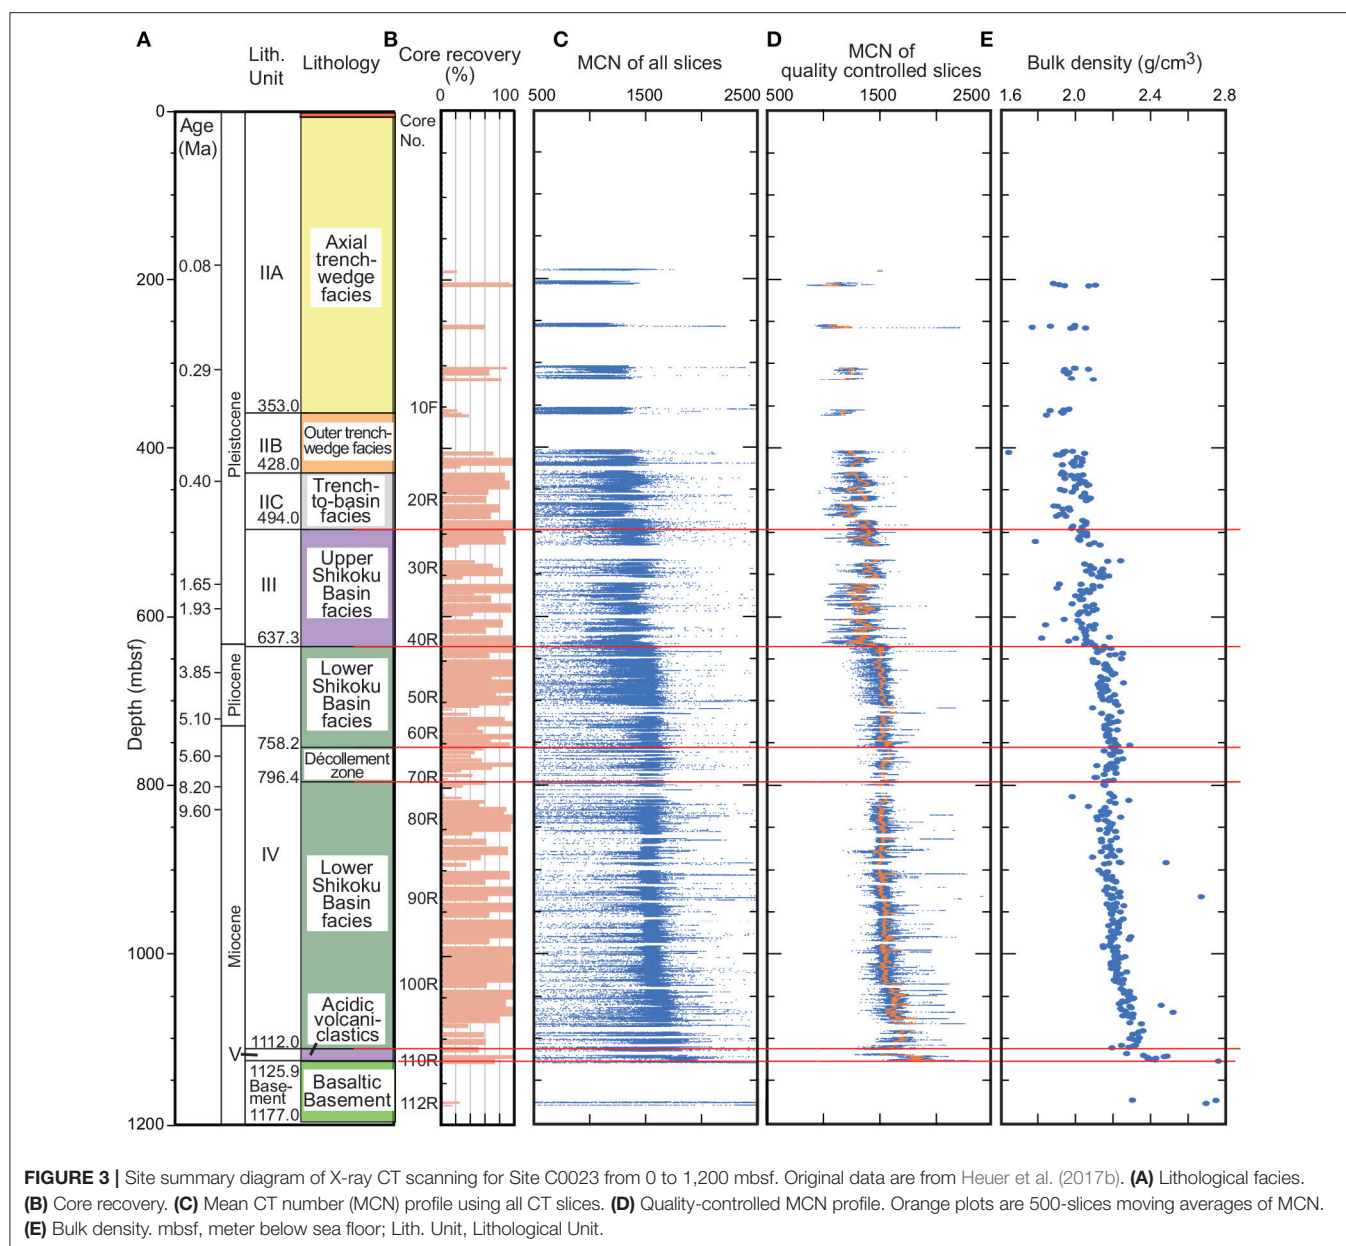 A
B
C
D
E
Lith.
Unit
Lithology
Core recovery
(%)
MCN of all slices
MCN of
quality controlled slices
Bulk density (g/cm³)
0
100
500
1500
2500
500
1500
2500
1.6
2.0
2.4
2.8
Depth (mbsf)
0
200
400
600
800
1000
1200
Age
(Ma)
0.08
0.29
0.40
1.65
1.93
3.85
5.10
5.60
8.20
9.60
Pleistocene
Pliocene
Miocene
IIA
353.0
IIB
428.0
IIC
494.0
III
637.3
758.2
796.4
IV
1112.0
V
1125.9
Base-
ment
1177.0
Axial
trench-
wedge
facies
Outer trench-
wedge facies
Trench-
to-basin
facies
Upper
Shikoku
Basin
facies
Lower
Shikoku
Basin
facies
Décollement
zone
Lower
Shikoku
Basin
facies
Acidic
volcani-
clastics
Basaltic
Basement
Core
No.
10F
20R
30R
40R
50R
60R
70R
80R
90R
100R
110R
112R
FIGURE 3 | Site summary diagram of X-ray CT scanning for Site C0023 from 0 to 1,200 mbsf. Original data are from Heuer et al. (2017b). (A) Lithological facies.
(B) Core recovery. (C) Mean CT number (MCN) profile using all CT slices. (D) Quality-controlled MCN profile. Orange plots are 500-slices moving averages of MCN.
(E) Bulk density. mbsf, meter below sea floor; Lith. Unit, Lithological Unit.